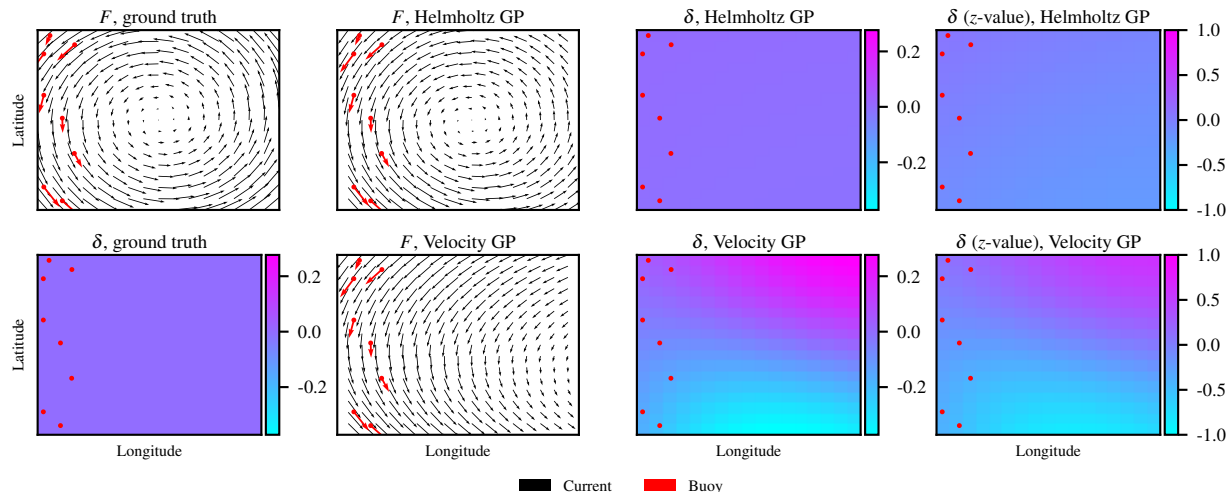 F, ground truth
F, Helmholtz GP
δ, Helmholtz GP
δ (z-value), Helmholtz GP
Latitude
0.2
0.0
-0.2
1.0
0.5
0.0
-0.5
-1.0
δ, ground truth
F, Velocity GP
δ, Velocity GP
δ (z-value), Velocity GP
Latitude
0.2
0.0
-0.2
0.2
0.0
-0.2
1.0
0.5
0.0
-0.5
-1.0
Longitude
Longitude
Longitude
Longitude
Current
Buoy